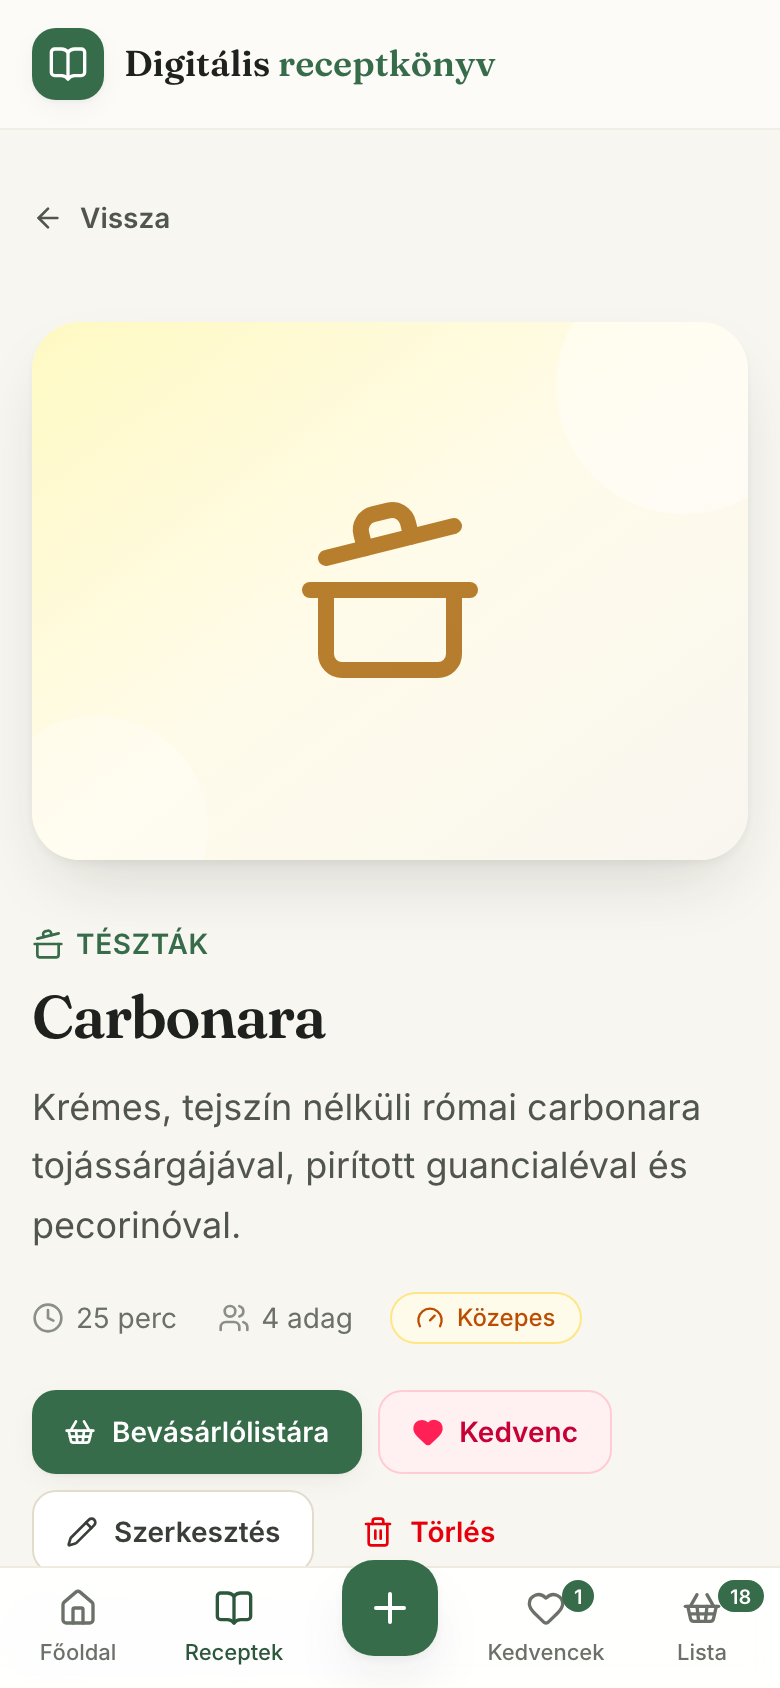 Digitális receptkönyv
Vissza
TÉSZTÁK
Carbonara
Krémes, tejszín nélküli római carbonara
tojássárgájával, pirított guancialéval és
pecorinóval.
25 perc 4 adag Közepes
Bevásárlólistára Kedvenc
Szerkesztés Törlés
1 18
Főoldal Receptek Kedvencek Lista